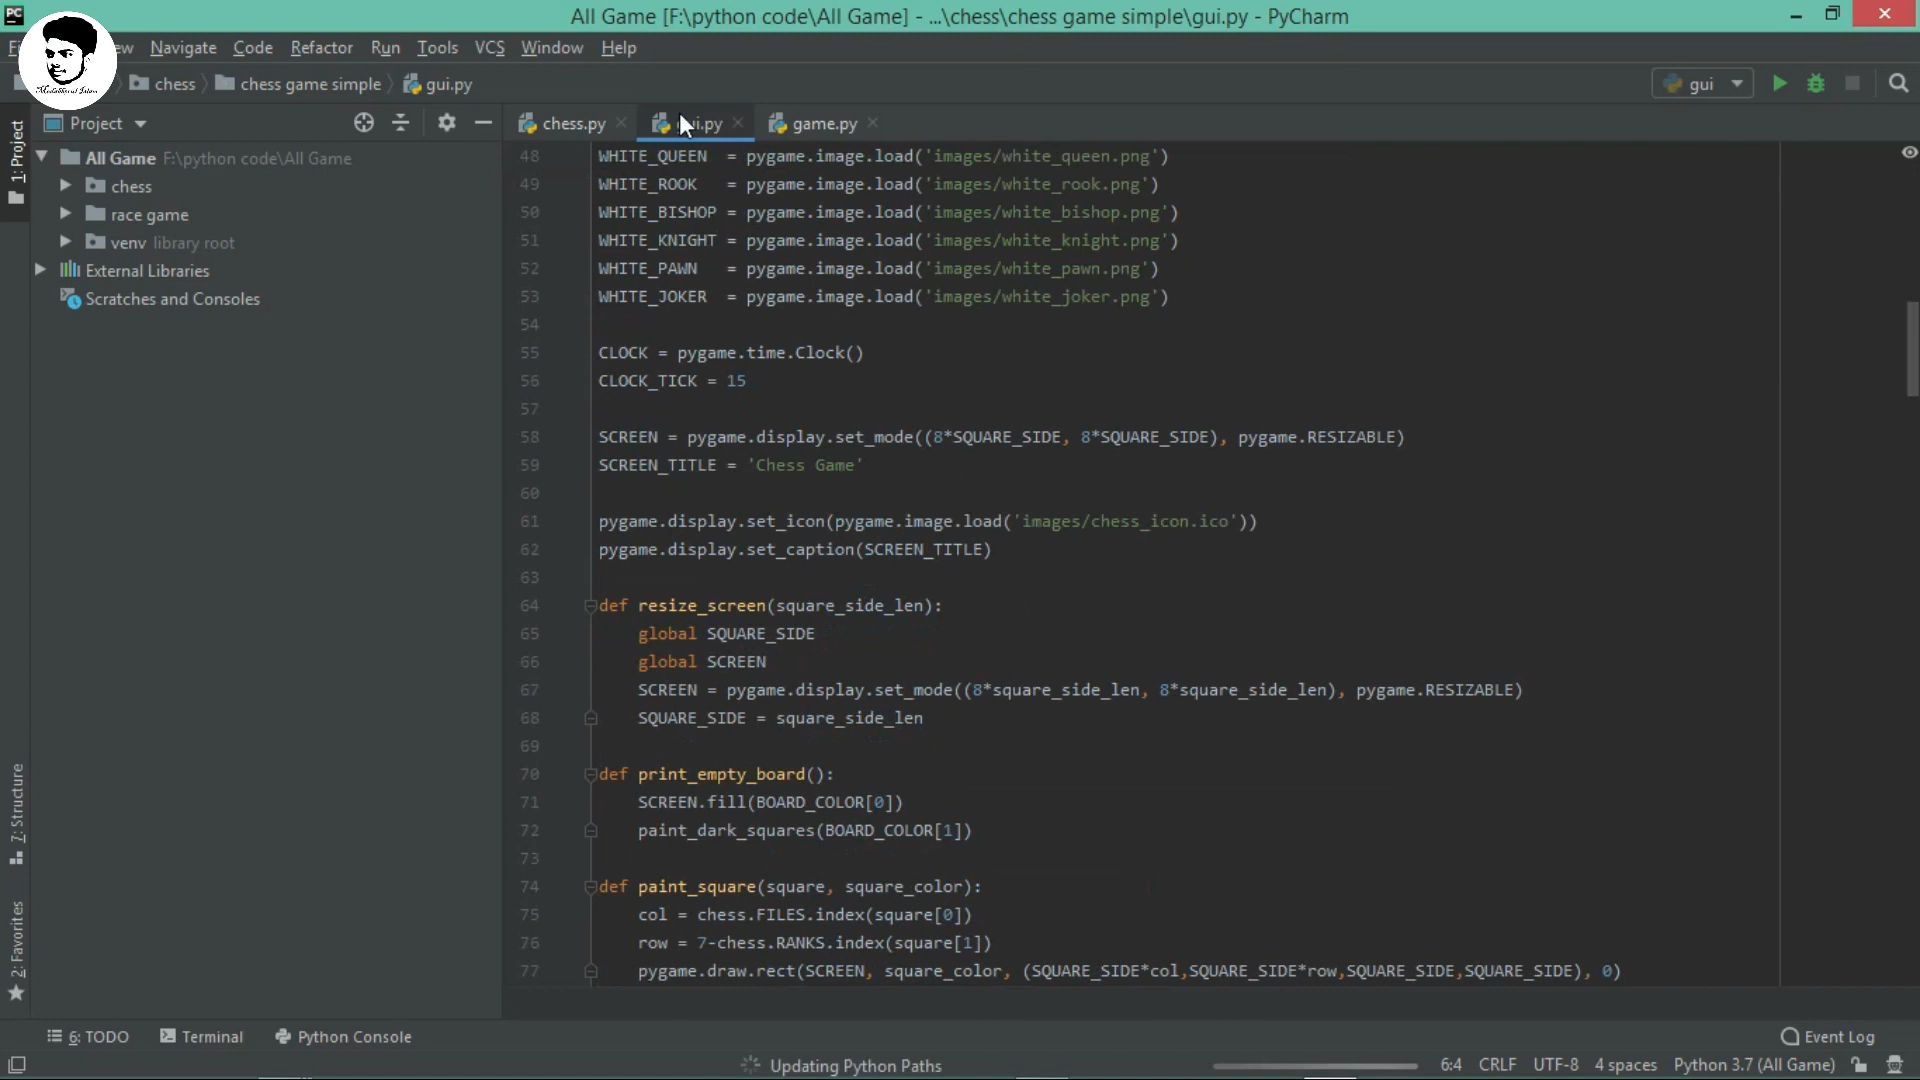 PC All Game [F:\python code\All Game] - ...\chess\chess game simple\gui.py - PyCharm
Navigate Code Refactor Run Tools VCS Window Help
chess chess game simple gui.py gui
1: Project Project chess.py game.py
All Game F:\python code\All Game
chess
race game
venv library root
External Libraries
Scratches and Consoles
48 WHITE_QUEEN = pygame.image.load('images/white_queen.png')
49 WHITE_ROOK = pygame.image.load('images/white_rook.png')
50 WHITE_BISHOP = pygame.image.load('images/white_bishop.png')
51 WHITE_KNIGHT = pygame.image.load('images/white_knight.png')
52 WHITE_PAWN = pygame.image.load('images/white_pawn.png')
53 WHITE_JOKER = pygame.image.load('images/white_joker.png')
54
55 CLOCK = pygame.time.Clock()
56 CLOCK_TICK = 15
57
58 SCREEN = pygame.display.set_mode((8*SQUARE_SIDE, 8*SQUARE_SIDE), pygame.RESIZABLE)
59 SCREEN_TITLE = 'Chess Game'
60
61 pygame.display.set_icon(pygame.image.load('images/chess_icon.ico'))
62 pygame.display.set_caption(SCREEN_TITLE)
63
64 def resize_screen(square_side_len):
65 global SQUARE_SIDE
66 global SCREEN
67 SCREEN = pygame.display.set_mode((8*square_side_len, 8*square_side_len), pygame.RESIZABLE)
68 SQUARE_SIDE = square_side_len
69
70 def print_empty_board():
71 SCREEN.fill(BOARD_COLOR[0])
72 paint_dark_squares(BOARD_COLOR[1])
73
74 def paint_square(square, square_color):
75 col = chess.FILES.index(square[0])
76 row = 7-chess.RANKS.index(square[1])
77 pygame.draw.rect(SCREEN, square_color, (SQUARE_SIDE*col,SQUARE_SIDE*row,SQUARE_SIDE,SQUARE_SIDE), 0)
7: Structure
2: Favorites
6: TODO Terminal Python Console Event Log
Updating Python Paths 6:4 CRLF UTF-8 4 spaces Python 3.7 (All Game)